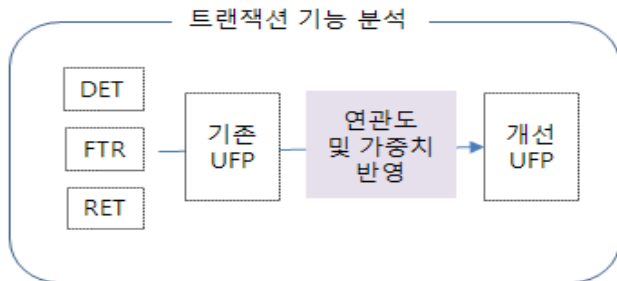 트랜잭션 기능 분석
DET
FTR
RET
기존
UFP
연관도
및 가중치
반영
개선
UFP